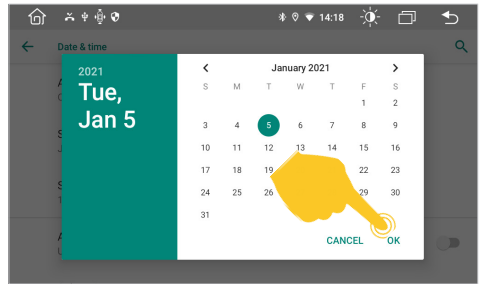 14:18
Date & time
2021
Tue,
Jan 5
January 2021
S M T W T F S
1 2
3 4 5 6 7 8 9
10 11 12 13 14 15 16
17 18 19 22 23
24 25 26 29 30
31
CANCEL OK